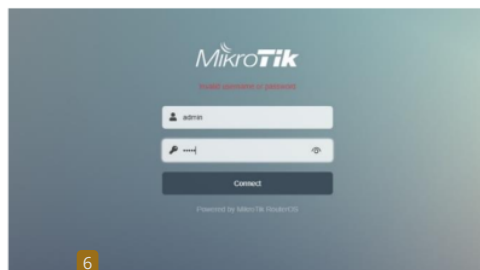 MikroTik
Invalid username or password
admin
•••••
Connect
Powered by MikroTik RouterOS
6